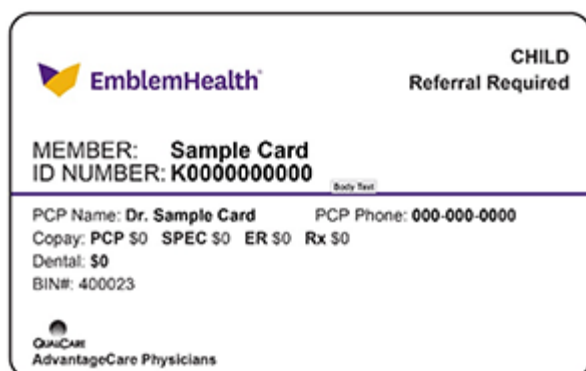 EmblemHealth
CHILD
Referral Required
MEMBER: Sample Card
ID NUMBER: K0000000000
Body Text
PCP Name: Dr. Sample Card PCP Phone: 000-000-0000
Copay: PCP $0 SPEC $0 ER $0 Rx $0
Dental: $0
BIN#: 400023
QUALCARE
AdvantageCare Physicians